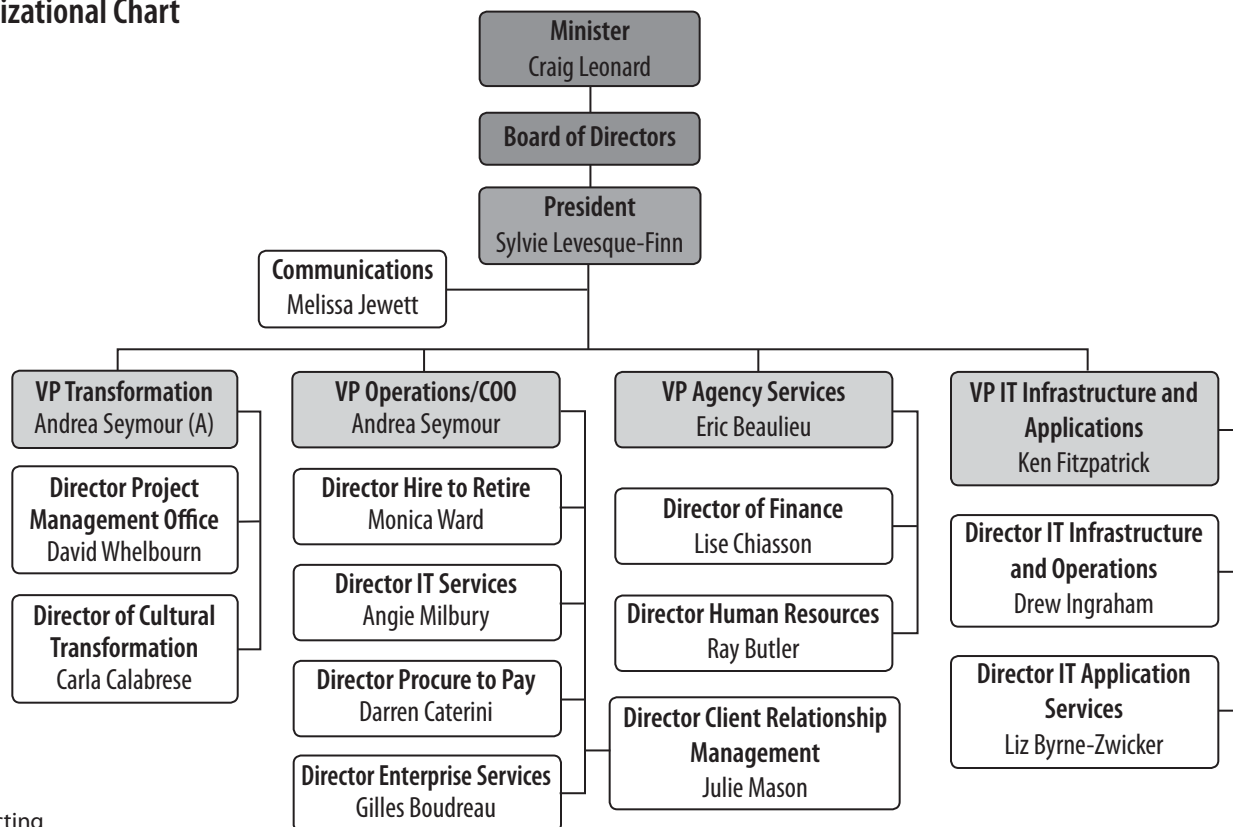 izational Chart
Minister
Craig Leonard
Board of Directors
President
Sylvie Levesque-Finn
Communications
Melissa Jewett
VP Transformation
Andrea Seymour (A)
Director Project
Management Office
David Whelbourn
Director of Cultural
Transformation
Carla Calabrese
VP Operations/COO
Andrea Seymour
Director Hire to Retire
Monica Ward
Director IT Services
Angie Milbury
Director Procure to Pay
Darren Caterini
Director Enterprise Services
Gilles Boudreau
VP Agency Services
Eric Beaulieu
Director of Finance
Lise Chiasson
Director Human Resources
Ray Butler
Director Client Relationship
Management
Julie Mason
VP IT Infrastructure and
Applications
Ken Fitzpatrick
Director IT Infrastructure
and Operations
Drew Ingraham
Director IT Application
Services
Liz Byrne-Zwicker
cting